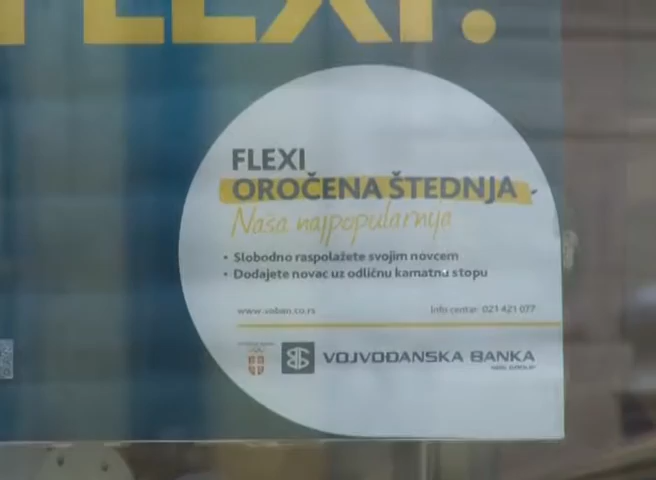 FLEXI.
FLEXI
OROČENA ŠTEDNJA
Naša najpopularnija
• Slobodno raspolažete svojim novcem
• Dodajete novac uz odličnu kamatnu stopu
www.voban.co.rs Info centar: 021 421 077
VOJVOĐANSKA BANKA